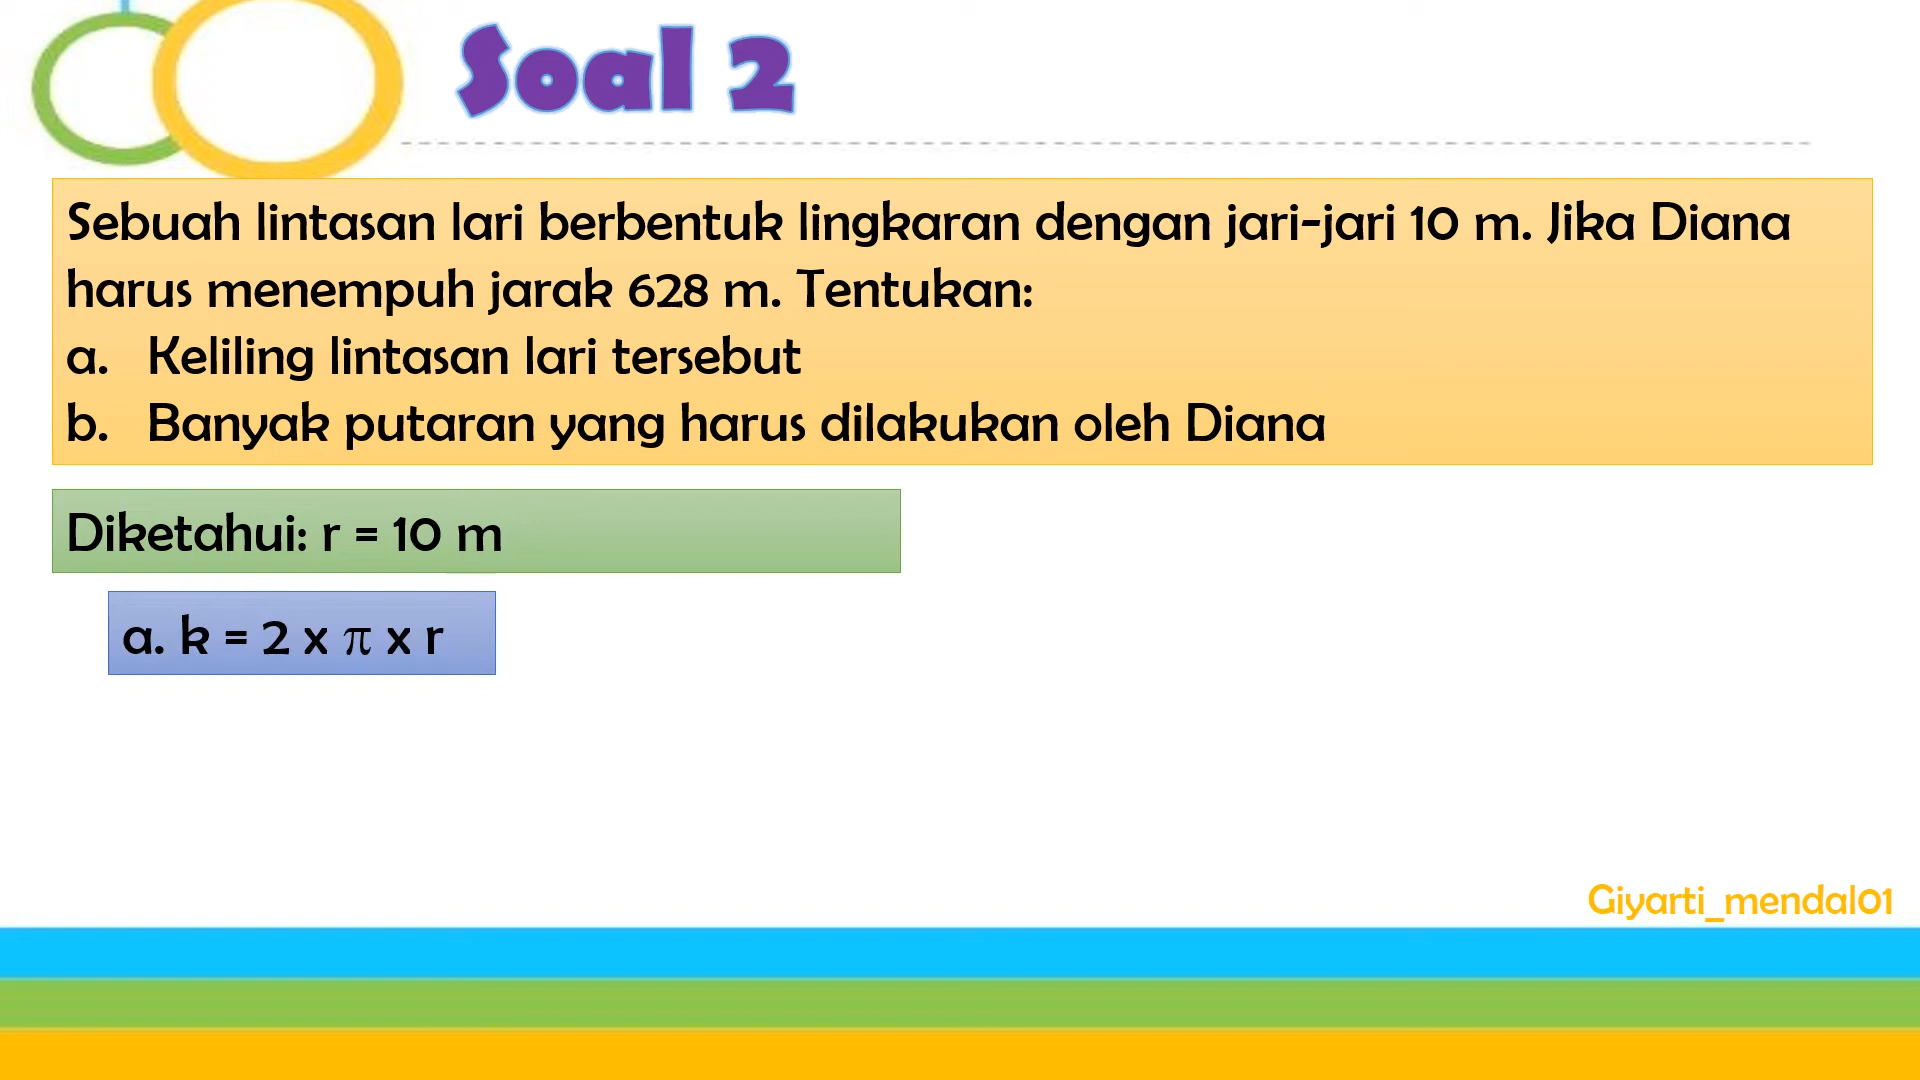 Soal 2
Sebuah lintasan lari berbentuk lingkaran dengan jari-jari 10 m. Jika Diana
harus menempuh jarak 628 m. Tentukan:
a. Keliling lintasan lari tersebut
b. Banyak putaran yang harus dilakukan oleh Diana
Diketahui: r = 10 m
a. k = 2 x π x r
Giyarti_mendal01